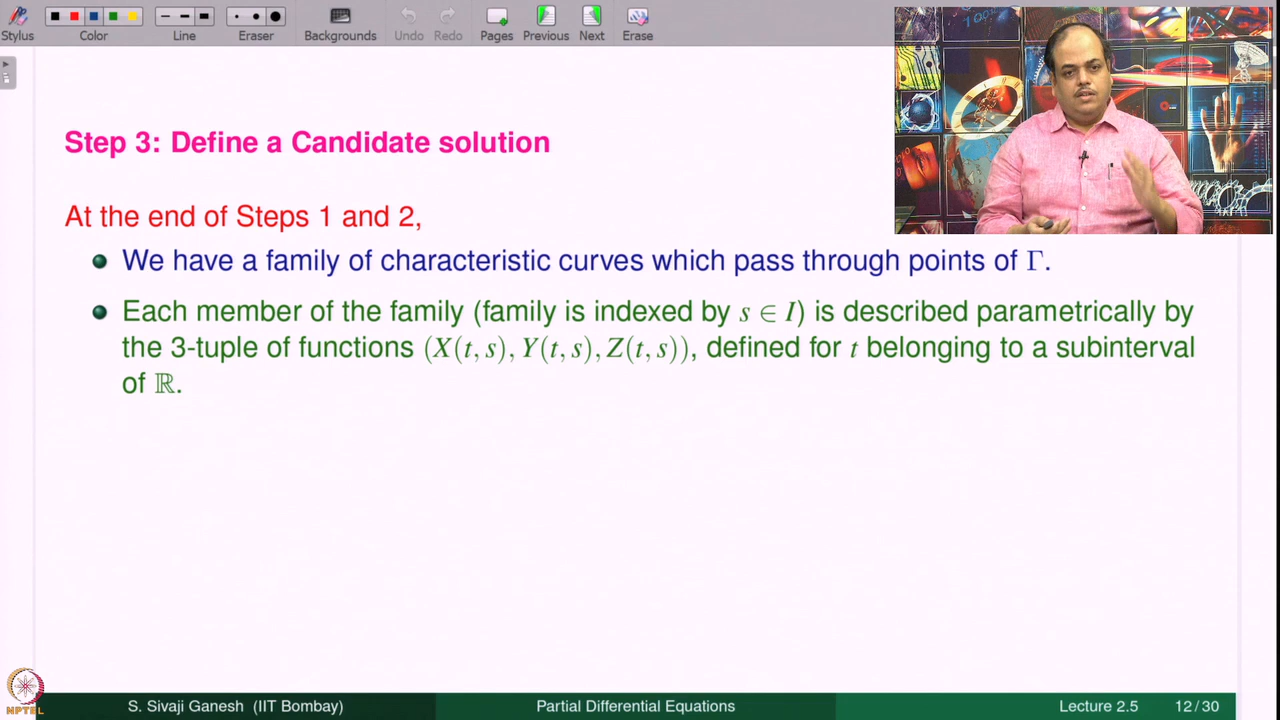 Stylus Color Line Eraser Backgrounds Undo Redo Pages Previous Next Erase
Step 3: Define a Candidate solution
At the end of Steps 1 and 2,
We have a family of characteristic curves which pass through points of Γ.
Each member of the family (family is indexed by s ∈ I) is described parametrically by
the 3-tuple of functions (X(t, s), Y(t, s), Z(t, s)), defined for t belonging to a subinterval
of ℝ.
NPTEL
S. Sivaji Ganesh (IIT Bombay) Partial Differential Equations Lecture 2.5 12/30